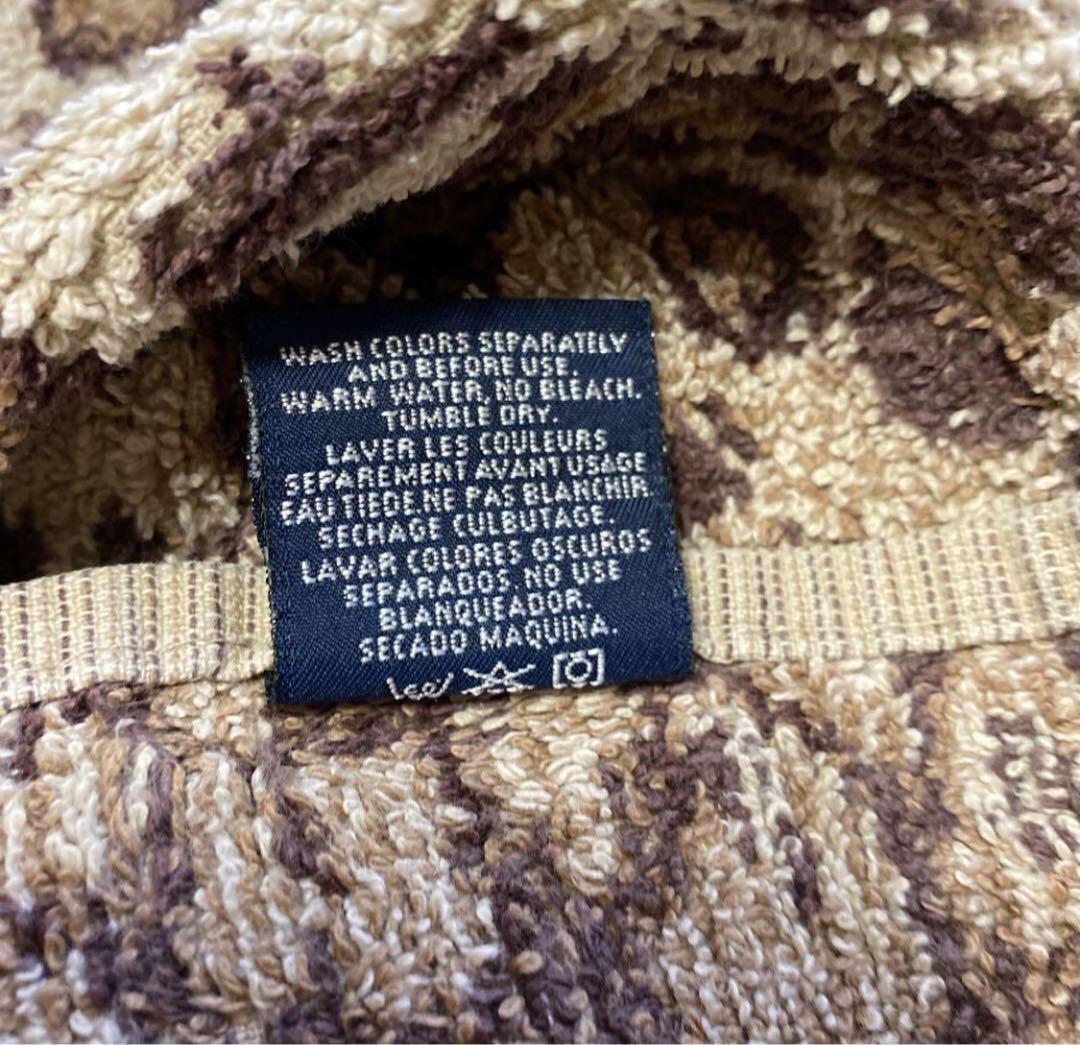 WASH COLORS SEPARATELY
AND BEFORE USE.
WARM WATER, NO BLEACH.
TUMBLE DRY.
LAVER LES COULEURS
SEPAREMENT AVANT USAGE
EAU TIEDE.NE PAS BLANCHIR.
SECHAGE CULBUTAGE.
LAVAR COLORES OSCUROS
SEPARADOS, NO USE
BLANQUEADOR.
SECADO MAQUINA.